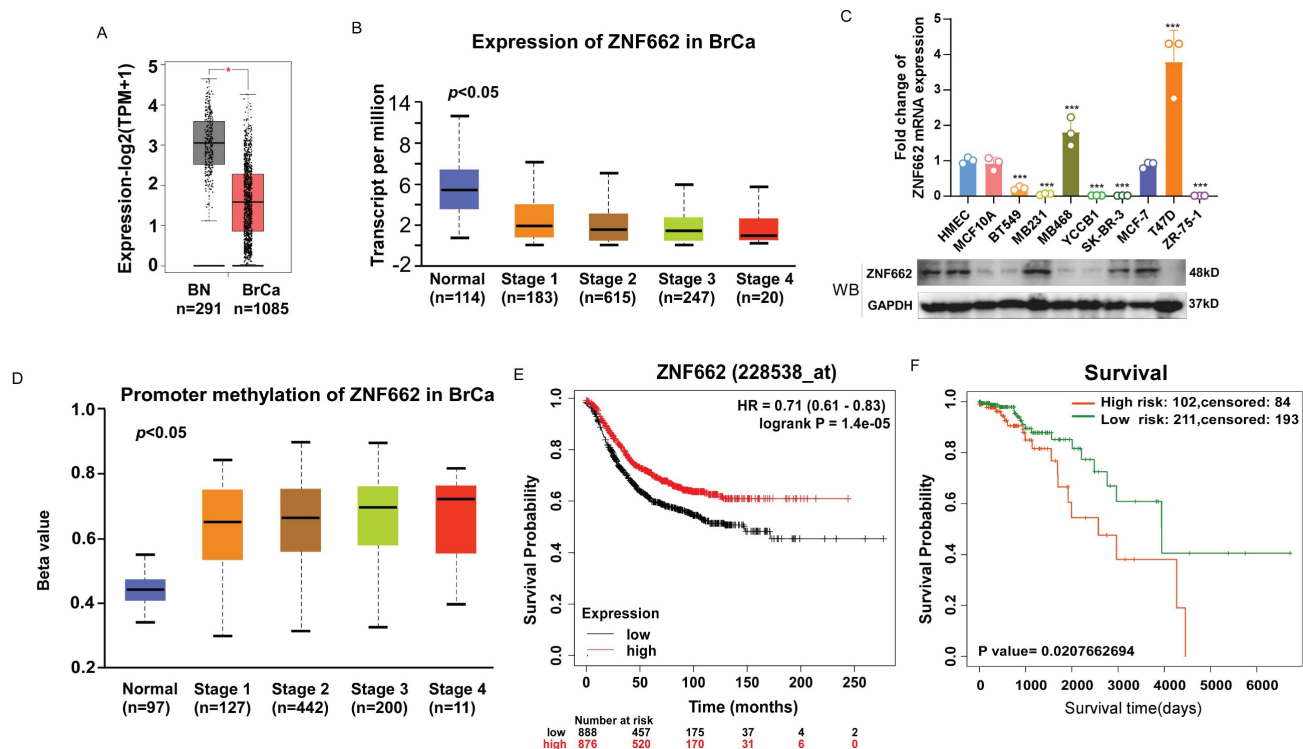 A
Expression-log2(TPM+1)
5
4
3
2
1
0
*
BN
n=291
BrCa
n=1085
B
Expression of ZNF662 in BrCa
p<0.05
Transcript per million
14
10
6
2
-2
Normal
(n=114)
Stage 1
(n=183)
Stage 2
(n=615)
Stage 3
(n=247)
Stage 4
(n=20)
C
Fold change of
ZNF662 mRNA expression
5
4
3
2
1
0
***
***
***
***
***
***
***
HMEC
MCF10A
BT549
MB231
MB468
YCCB1
SK-BR-3
MCF-7
T47D
ZR-75-1
WB
ZNF662
48kD
GAPDH
37kD
D
Promoter methylation of ZNF662 in BrCa
p<0.05
Beta value
1.0
0.8
0.6
0.4
0.2
Normal
(n=97)
Stage 1
(n=127)
Stage 2
(n=442)
Stage 3
(n=200)
Stage 4
(n=11)
E
ZNF662 (228538_at)
HR = 0.71 (0.61 - 0.83)
logrank P = 1.4e-05
Survival Probability
1.0
0.8
0.6
0.4
0.2
0.0
Expression
low
high
0 50 100 150 200 250
Time (months)
Number at risk
low 888 457 175 37 4 2
high 876 520 170 31 6 0
F
Survival
High risk: 102,censored: 84
Low risk: 211,censored: 193
Survival Probability
1.0
0.8
0.6
0.4
0.2
0.0
P value= 0.0207662694
0 1000 2000 3000 4000 5000 6000
Survival time(days)